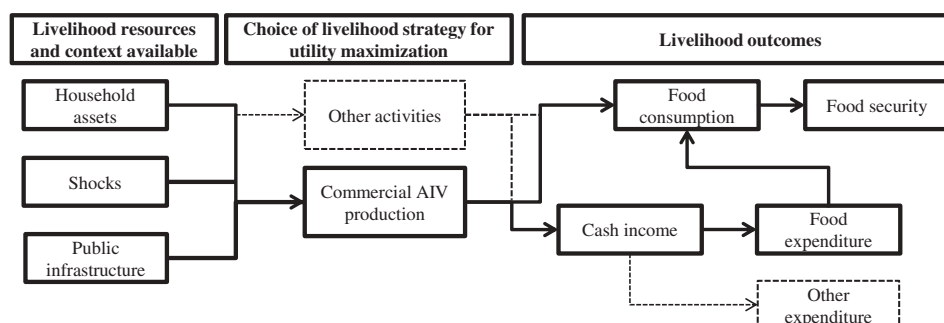 Livelihood resources
and context available
Choice of livelihood strategy for
utility maximization
Livelihood outcomes
Household
assets
Other activities
Food
consumption
Food security
Shocks
Commercial AIV
production
Public
infrastructure
Cash income
Food
expenditure
Other
expenditure